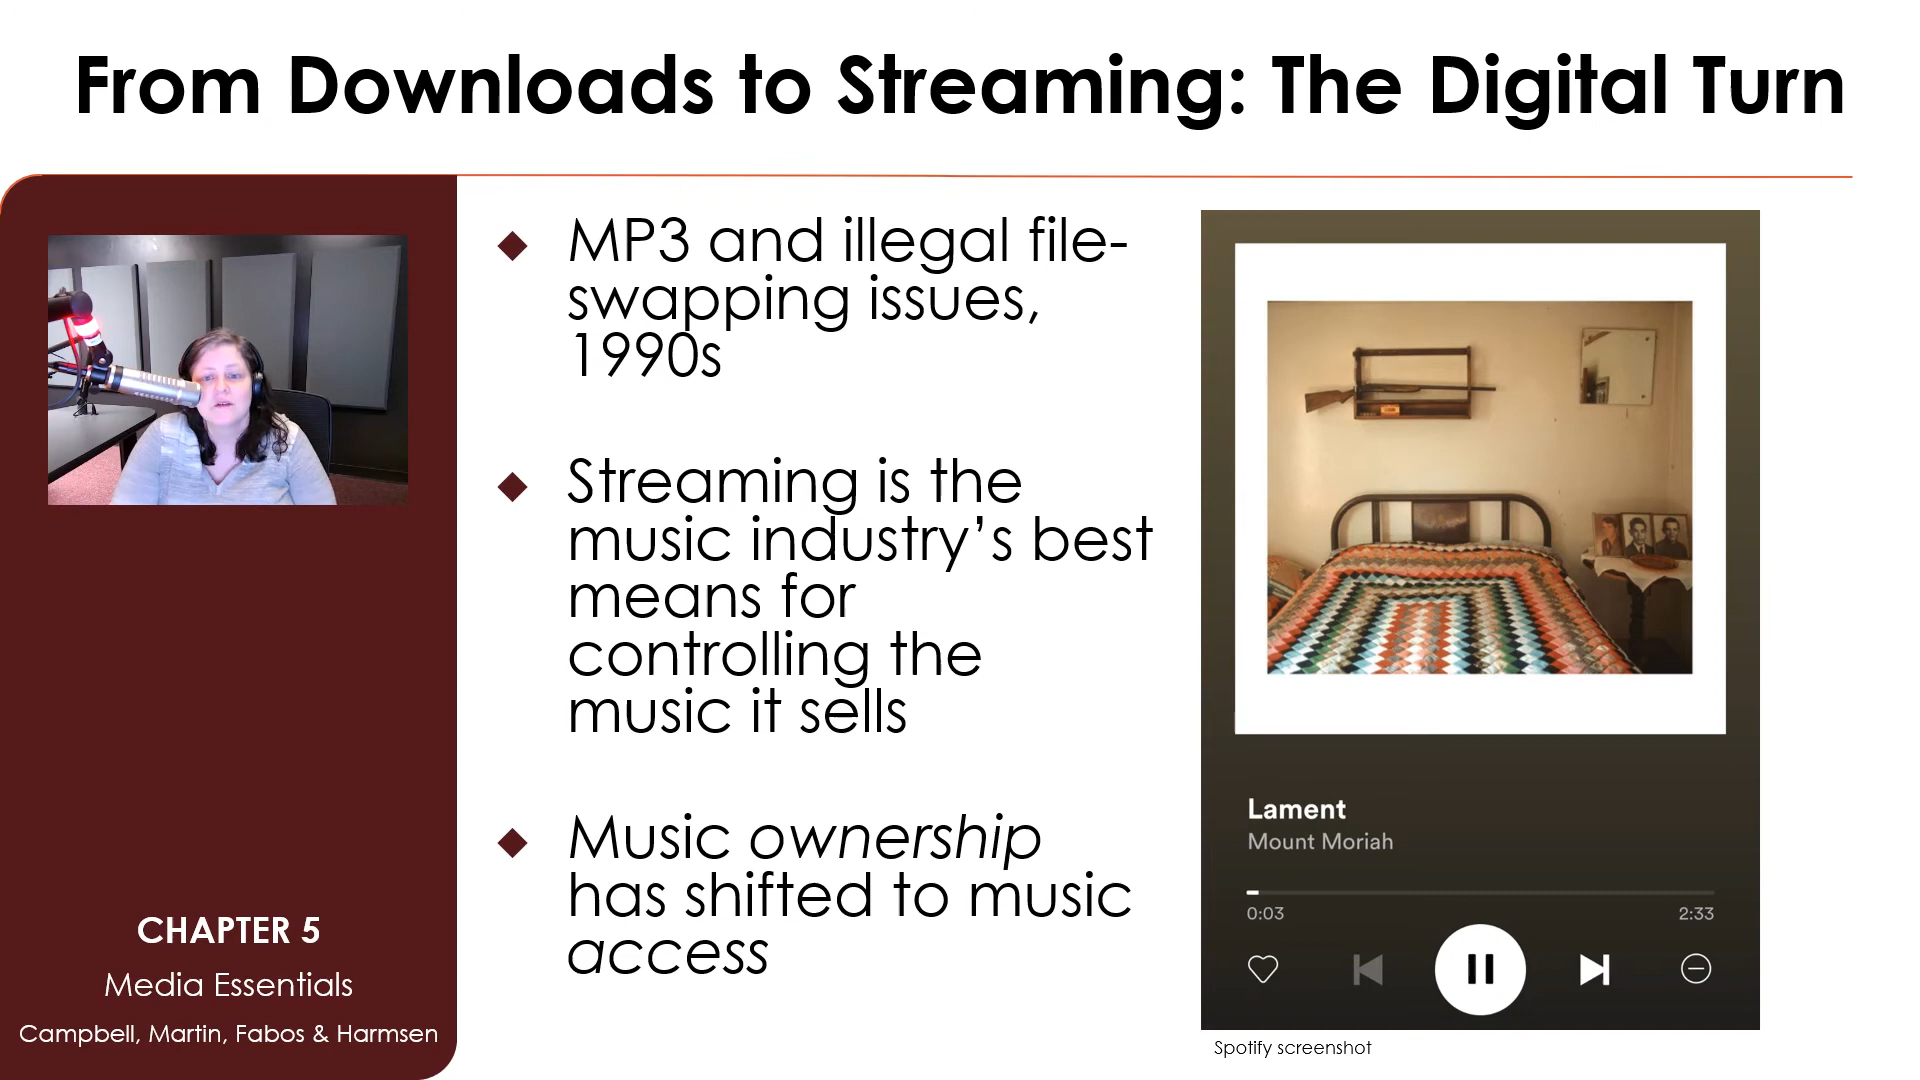 From Downloads to Streaming: The Digital Turn
MP3 and illegal file-
swapping issues,
1990s
Streaming is the
music industry’s best
means for
controlling the
music it sells
Music ownership
has shifted to music
access
CHAPTER 5
Media Essentials
Campbell, Martin, Fabos & Harmsen
Lament
Mount Moriah
0:03 2:33
Spotify screenshot